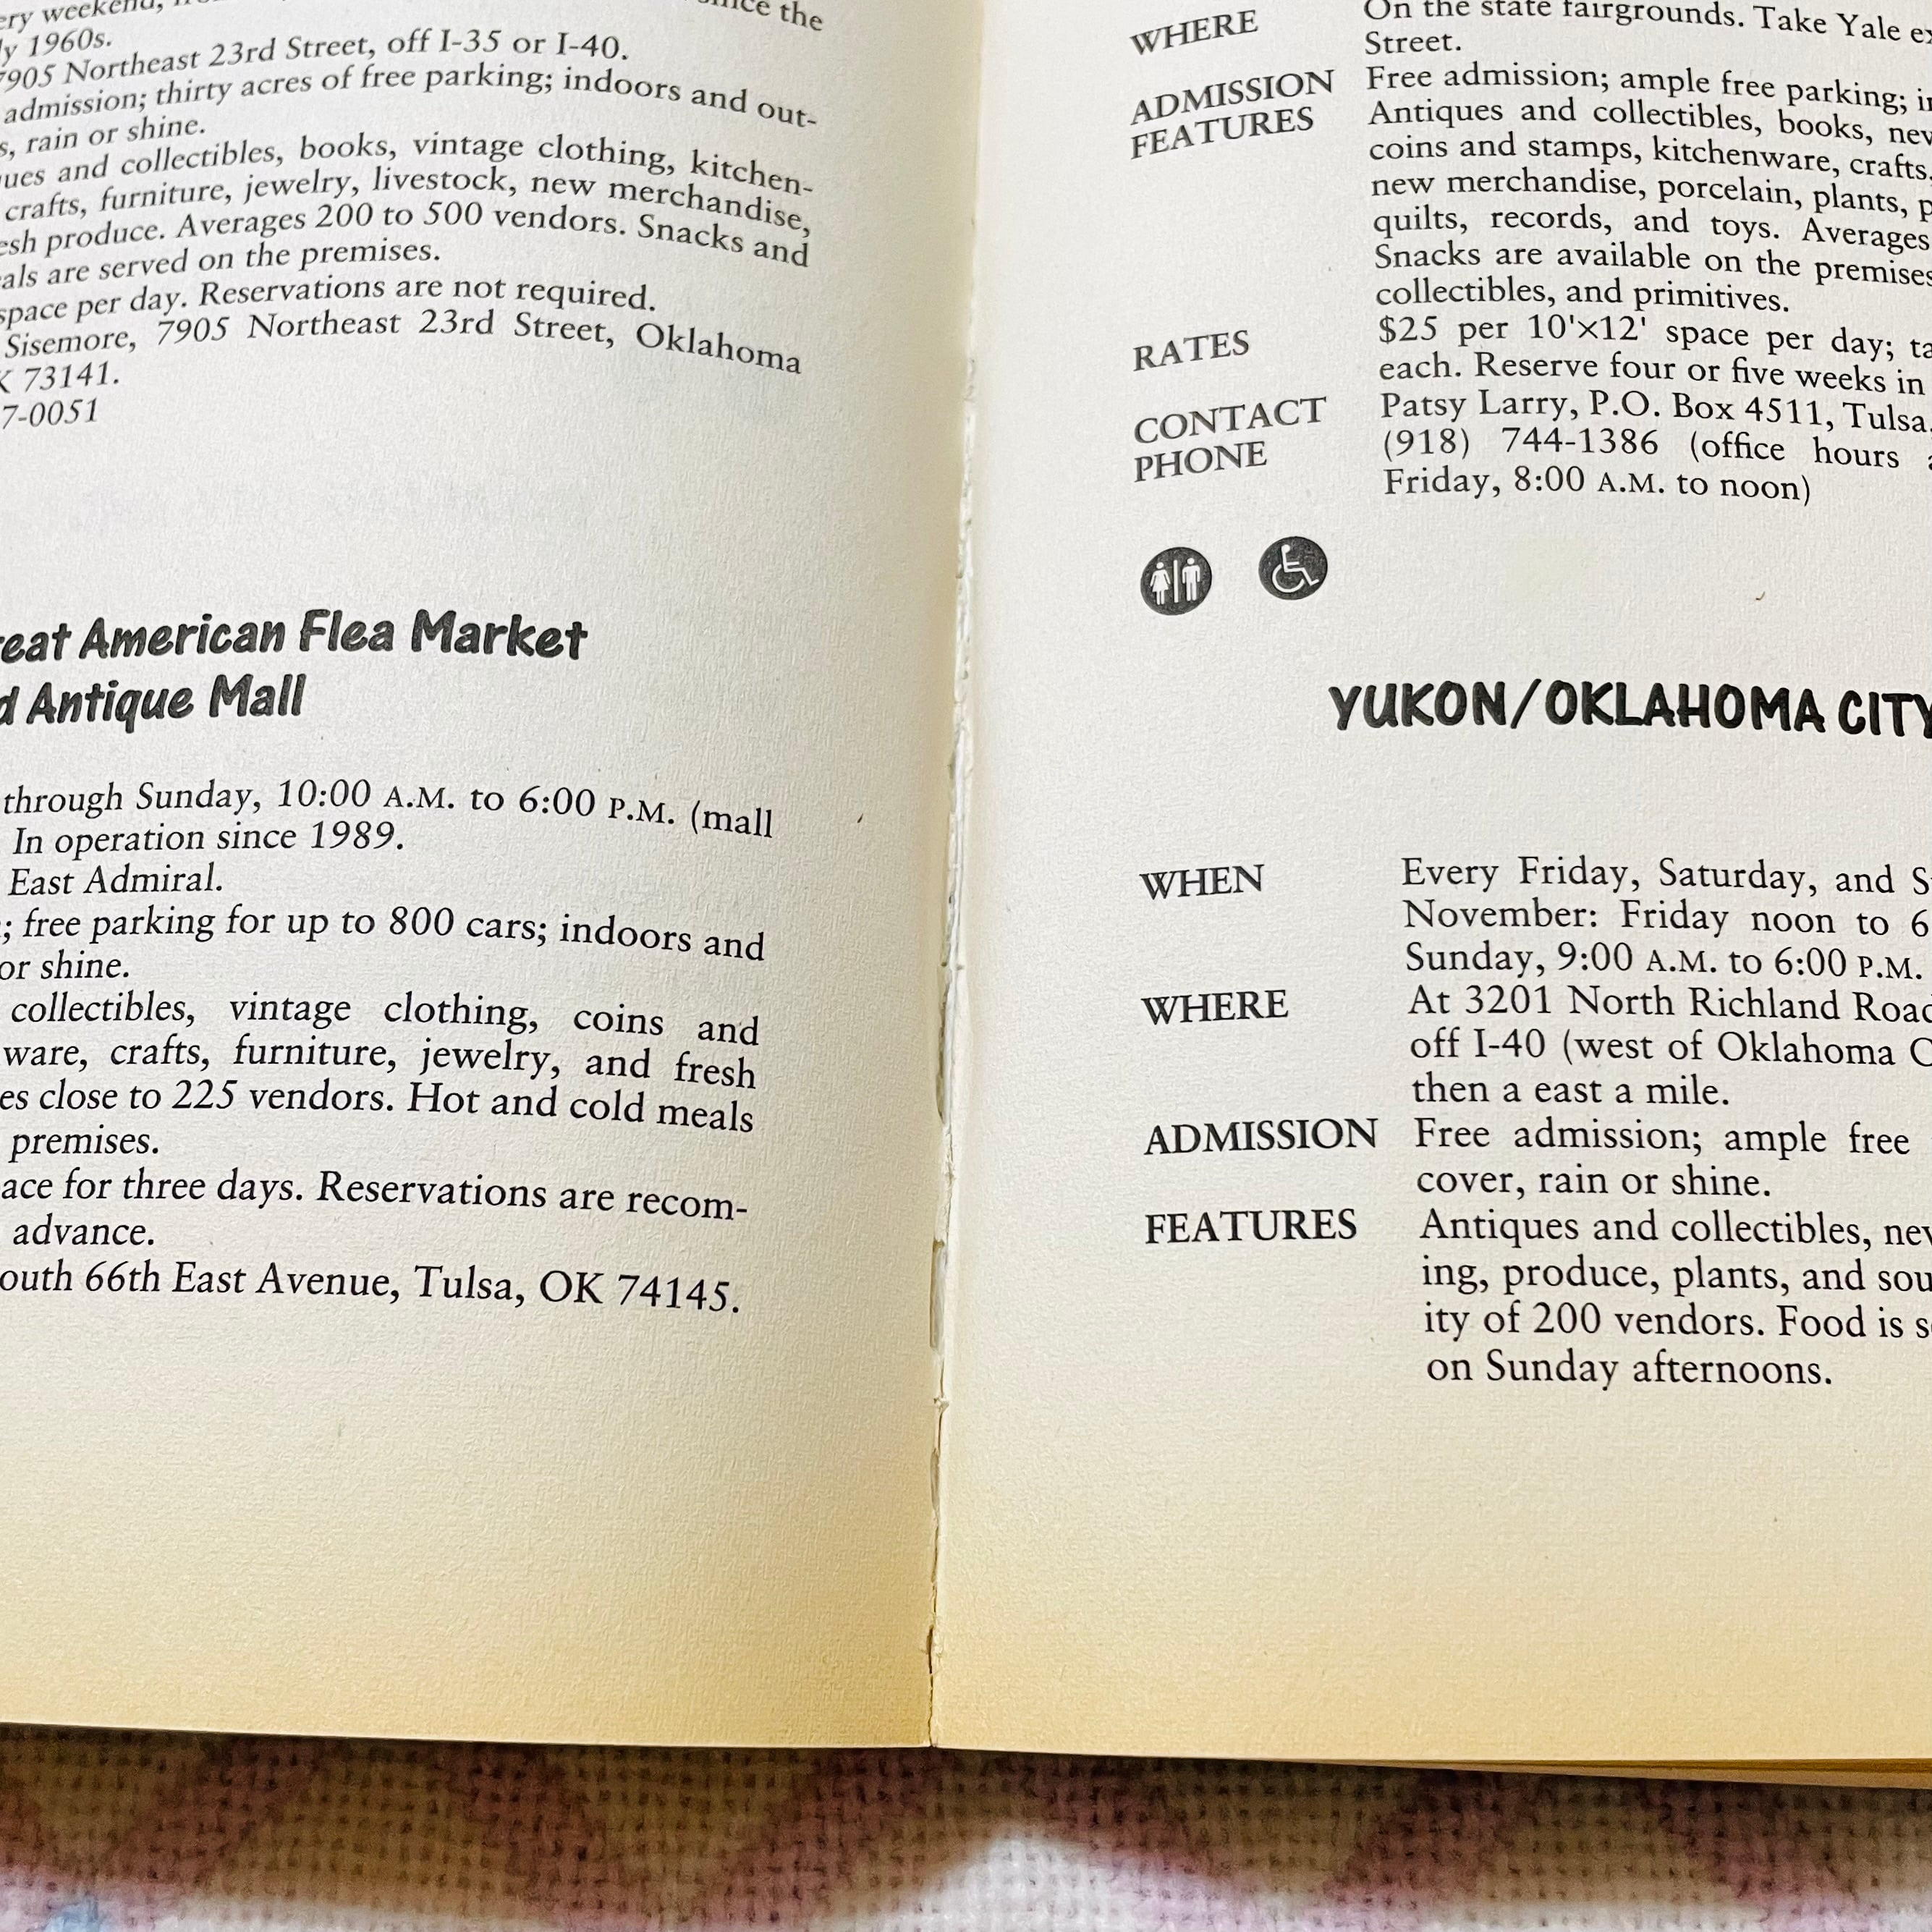 ery weekend,
ce the
ly 1960s.
7905 Northeast 23rd Street, off I-35 or I-40.
admission; thirty acres of free parking; indoors and out-
s, rain or shine.
ques and collectibles, books, vintage clothing, kitchen-
crafts, furniture, jewelry, livestock, new merchandise,
esh produce. Averages 200 to 500 vendors. Snacks and
als are served on the premises.
space per day. Reservations are not required.
Sisemore, 7905 Northeast 23rd Street, Oklahoma
K 73141.
7-0051
reat American Flea Market
d Antique Mall
through Sunday, 10:00 A.M. to 6:00 P.M. (mall
In operation since 1989.
East Admiral.
; free parking for up to 800 cars; indoors and
or shine.
collectibles, vintage clothing, coins and
ware, crafts, furniture, jewelry, and fresh
es close to 225 vendors. Hot and cold meals
premises.
ace for three days. Reservations are recom-
advance.
outh 66th East Avenue, Tulsa, OK 74145.
WHERE On the state fairgrounds. Take Yale ex
Street.
ADMISSION Free admission; ample free parking; in
FEATURES Antiques and collectibles, books, new
coins and stamps, kitchenware, crafts,
new merchandise, porcelain, plants, p
quilts, records, and toys. Averages
Snacks are available on the premises
collectibles, and primitives.
RATES $25 per 10'×12' space per day; ta
each. Reserve four or five weeks in
CONTACT Patsy Larry, P.O. Box 4511, Tulsa,
PHONE (918) 744-1386 (office hours a
Friday, 8:00 A.M. to noon)
YUKON/OKLAHOMA CITY
WHEN Every Friday, Saturday, and S
November: Friday noon to 6
Sunday, 9:00 A.M. to 6:00 P.M.
WHERE At 3201 North Richland Road
off I-40 (west of Oklahoma C
then a east a mile.
ADMISSION Free admission; ample free
cover, rain or shine.
FEATURES Antiques and collectibles, new
ing, produce, plants, and sou
ity of 200 vendors. Food is s
on Sunday afternoons.